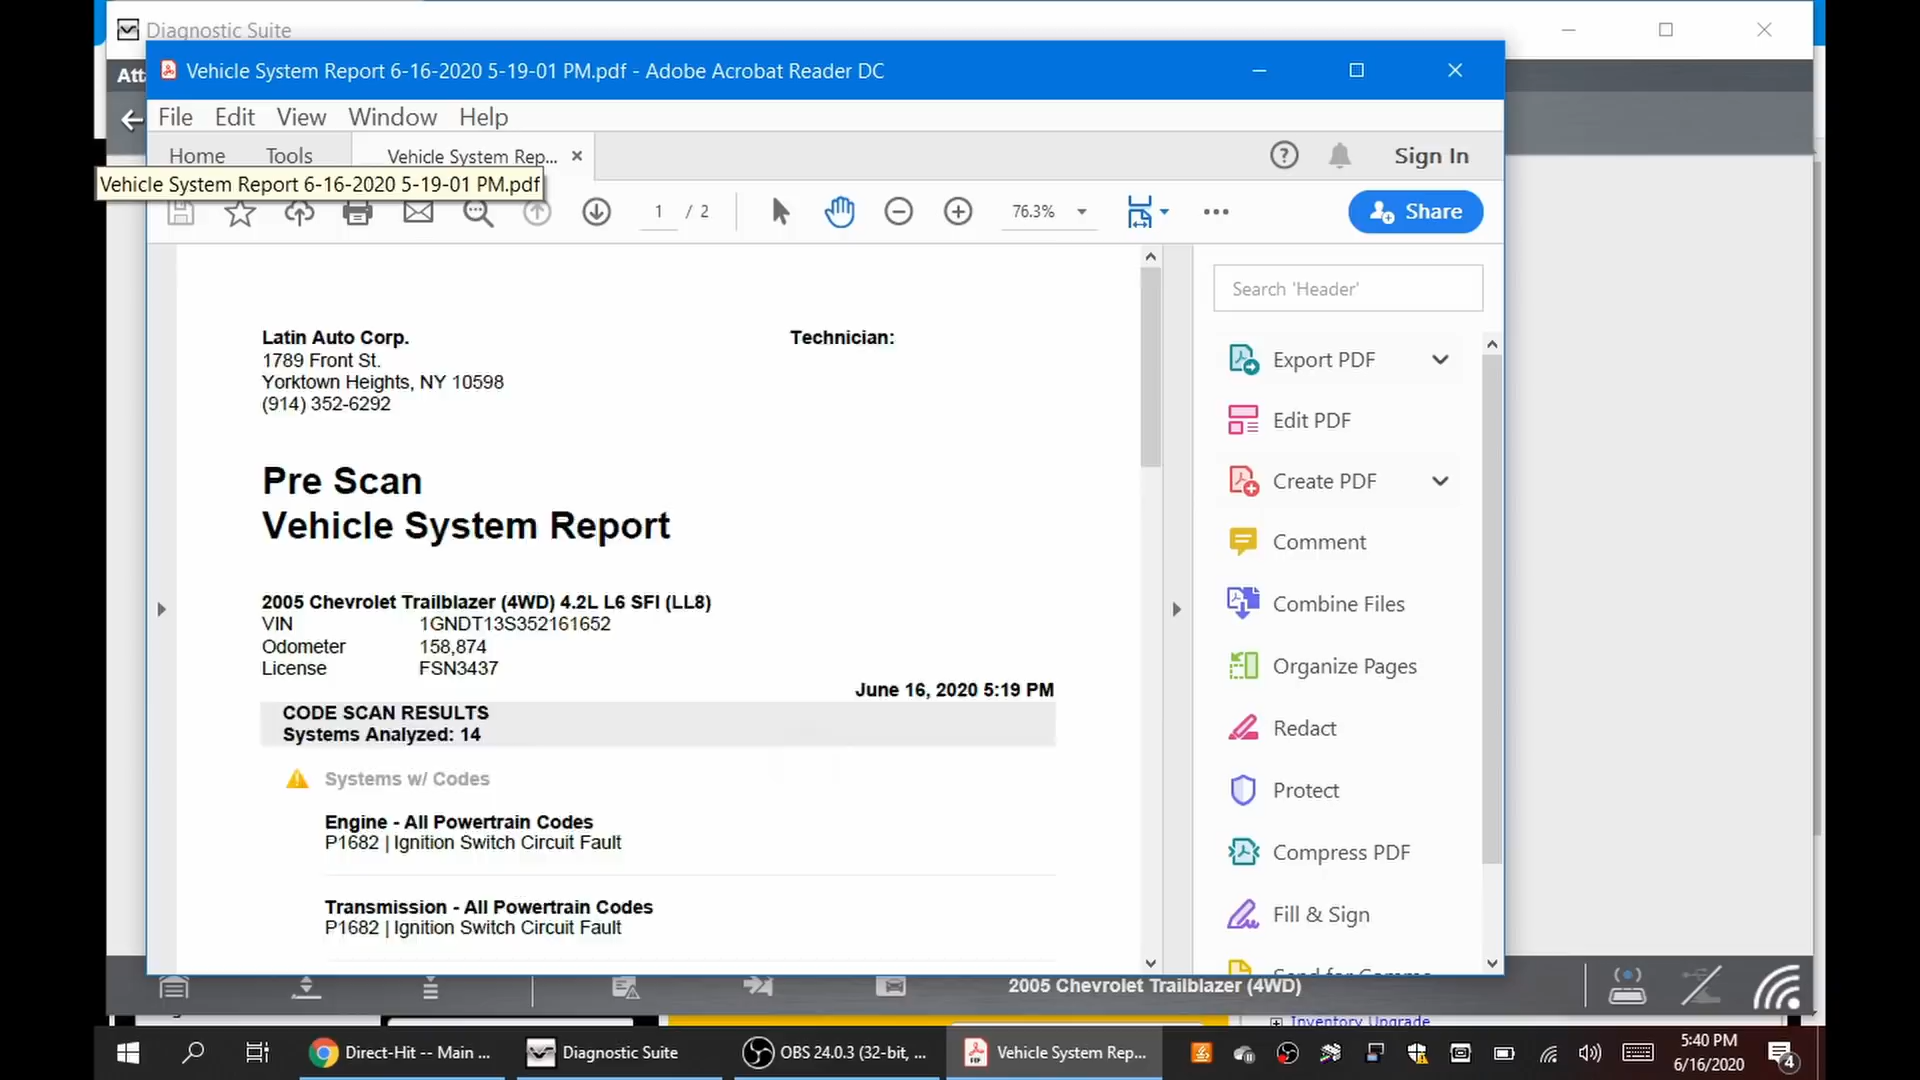 Diagnostic Suite
Att
Vehicle System Report 6-16-2020 5-19-01 PM.pdf - Adobe Acrobat Reader DC
File Edit View Window Help
Home Tools Vehicle System Rep... ×
Sign In
Vehicle System Report 6-16-2020 5-19-01 PM.pdf
1 / 2
76.3%
Share
Search 'Header'
Latin Auto Corp.
1789 Front St.
Yorktown Heights, NY 10598
(914) 352-6292
Technician:
Pre Scan
Vehicle System Report
2005 Chevrolet Trailblazer (4WD) 4.2L L6 SFI (LL8)
VIN 1GNDT13S352161652
Odometer 158,874
License FSN3437
June 16, 2020 5:19 PM
CODE SCAN RESULTS
Systems Analyzed: 14
Systems w/ Codes
Engine - All Powertrain Codes
P1682 | Ignition Switch Circuit Fault
Transmission - All Powertrain Codes
P1682 | Ignition Switch Circuit Fault
Export PDF
Edit PDF
Create PDF
Comment
Combine Files
Organize Pages
Redact
Protect
Compress PDF
Fill & Sign
Send for Comme
2005 Chevrolet Trailblazer (4WD)
Inventory Upgrade
Direct-Hit -- Main ...
Diagnostic Suite
OBS 24.0.3 (32-bit, ...
Vehicle System Rep...
5:40 PM
6/16/2020
4